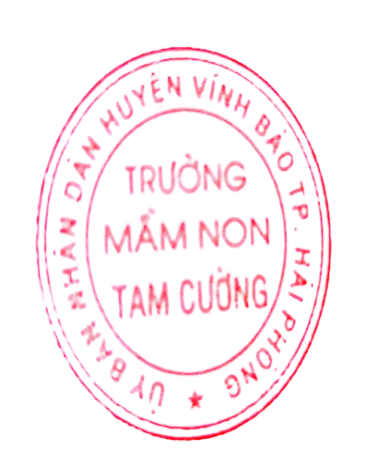 ỦY BAN NHÂN DÂN HUYỆN VĨNH BẢO TP. HẢI PHÒNG ★
TRƯỜNG
MẦM NON
TAM CƯỜNG